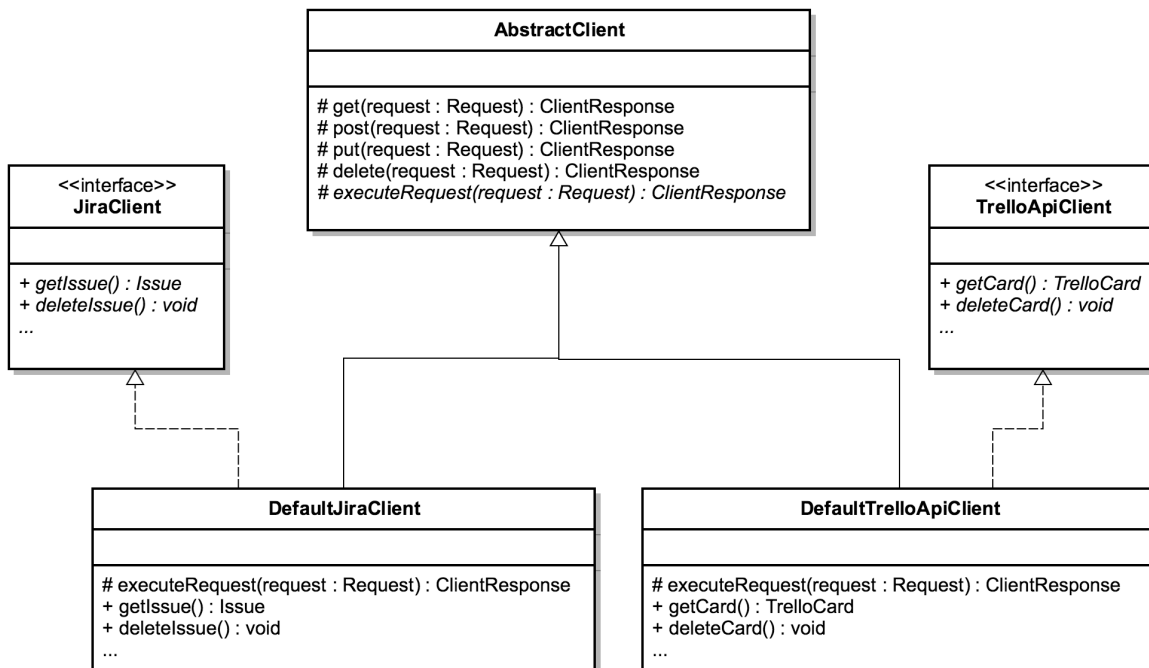 AbstractClient
# get(request : Request) : ClientResponse
# post(request : Request) : ClientResponse
# put(request : Request) : ClientResponse
# delete(request : Request) : ClientResponse
# executeRequest(request : Request) : ClientResponse
<<interface>>
JiraClient
+ getIssue() : Issue
+ deleteIssue() : void
...
<<interface>>
TrelloApiClient
+ getCard() : TrelloCard
+ deleteCard() : void
...
DefaultJiraClient
# executeRequest(request : Request) : ClientResponse
+ getIssue() : Issue
+ deleteIssue() : void
...
DefaultTrelloApiClient
# executeRequest(request : Request) : ClientResponse
+ getCard() : TrelloCard
+ deleteCard() : void
...